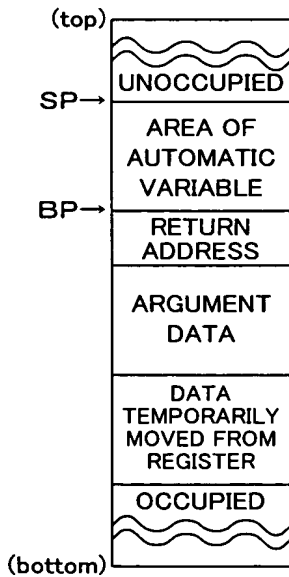 (top)
UNOCCUPIED
SP→
AREA OF
AUTOMATIC
VARIABLE
BP→
RETURN
ADDRESS
ARGUMENT
DATA
DATA
TEMPORARILY
MOVED FROM
REGISTER
OCCUPIED
(bottom)